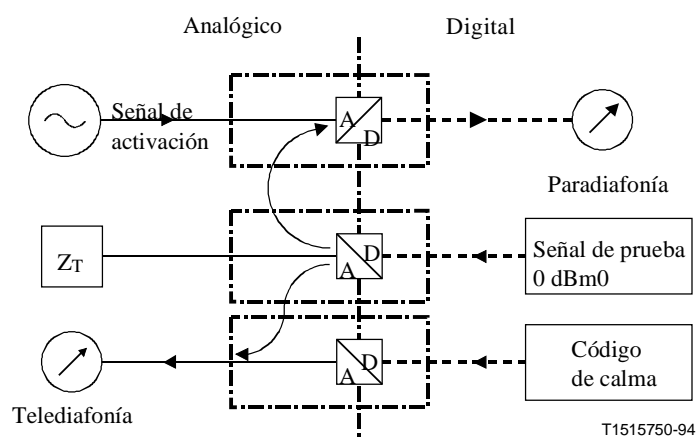 Analógico
Digital
Señal de
activación
A
D
Paradiafonía
ZT
D
A
Señal de prueba
0 dBm0
D
A
Código
de calma
Telediafonía
T1515750-94